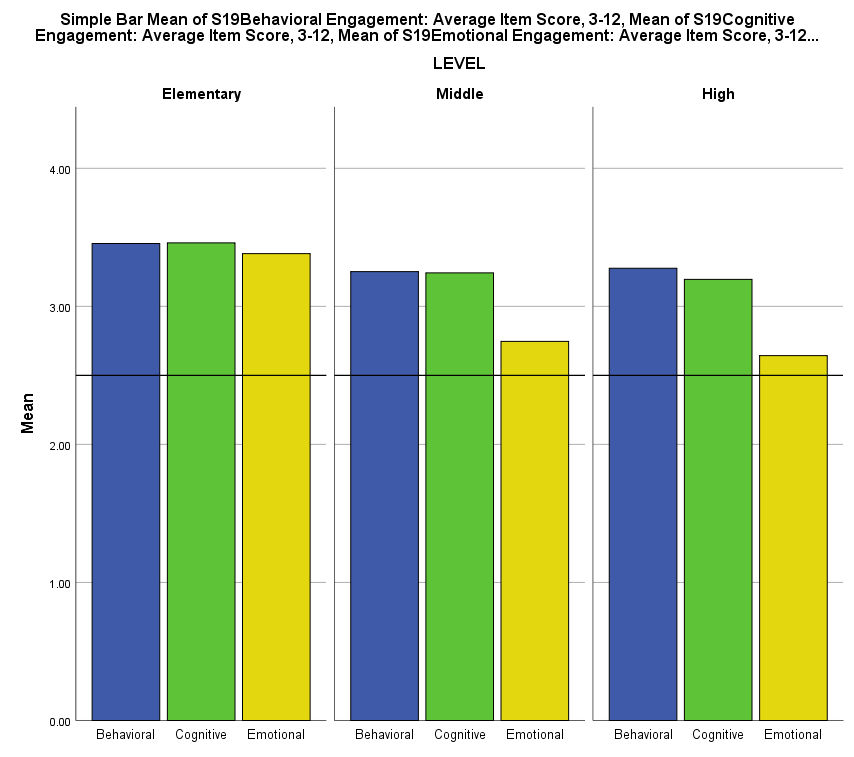 Simple Bar Mean of S19Behavioral Engagement: Average Item Score, 3-12, Mean of S19Cognitive
Engagement: Average Item Score, 3-12, Mean of S19Emotional Engagement: Average Item Score, 3-12...
LEVEL
Elementary Middle High
4.00
3.00
Mean
2.00
1.00
0.00
Behavioral Cognitive Emotional Behavioral Cognitive Emotional Behavioral Cognitive Emotional